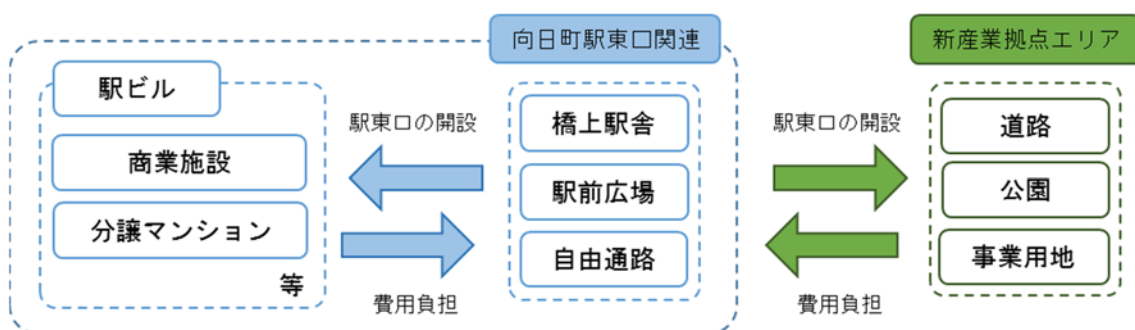 向日町駅東口関連
新産業拠点エリア
駅ビル
商業施設
分譲マンション
等
駅東口の開設
費用負担
橋上駅舎
駅前広場
自由通路
駅東口の開設
費用負担
道路
公園
事業用地